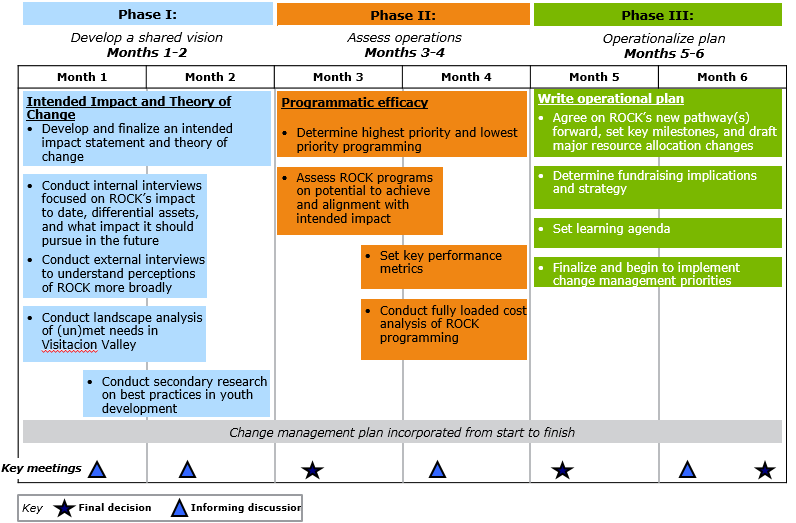 Phase I:
Phase II:
Phase III:
Develop a shared vision
Months 1-2
Assess operations
Months 3-4
Operationalize plan
Months 5-6
Month 1
Month 2
Month 3
Month 4
Month 5
Month 6
Intended Impact and Theory of
Change
• Develop and finalize an intended
impact statement and theory of
change
• Conduct internal interviews
focused on ROCK's impact
to date, differential assets,
and what impact it should
pursue in the future
• Conduct external interviews
to understand perceptions
of ROCK more broadly
• Conduct landscape analysis
of (un)met needs in
Visitacion Valley
• Conduct secondary research
on best practices in youth
development
Programmatic efficacy
• Determine highest priority and lowest
priority programming
• Assess ROCK programs
on potential to achieve
and alignment with
intended impact
• Set key performance
metrics
• Conduct fully loaded cost
analysis of ROCK
programming
Write operational plan
• Agree on ROCK's new pathway(s)
forward, set key milestones, and draft
major resource allocation changes
• Determine fundraising implications
and strategy
• Set learning agenda
• Finalize and begin to implement
change management priorities
Change management plan incorporated from start to finish
Key meetings
Key
Final decision
Informing discussion